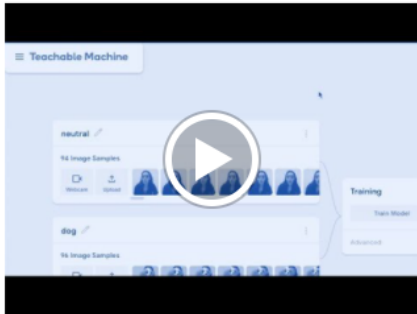 Teachable Machine
neutral
96 Image Samples
Webcam
Upload
Training
Train Model
Advanced
dog
96 Image Samples